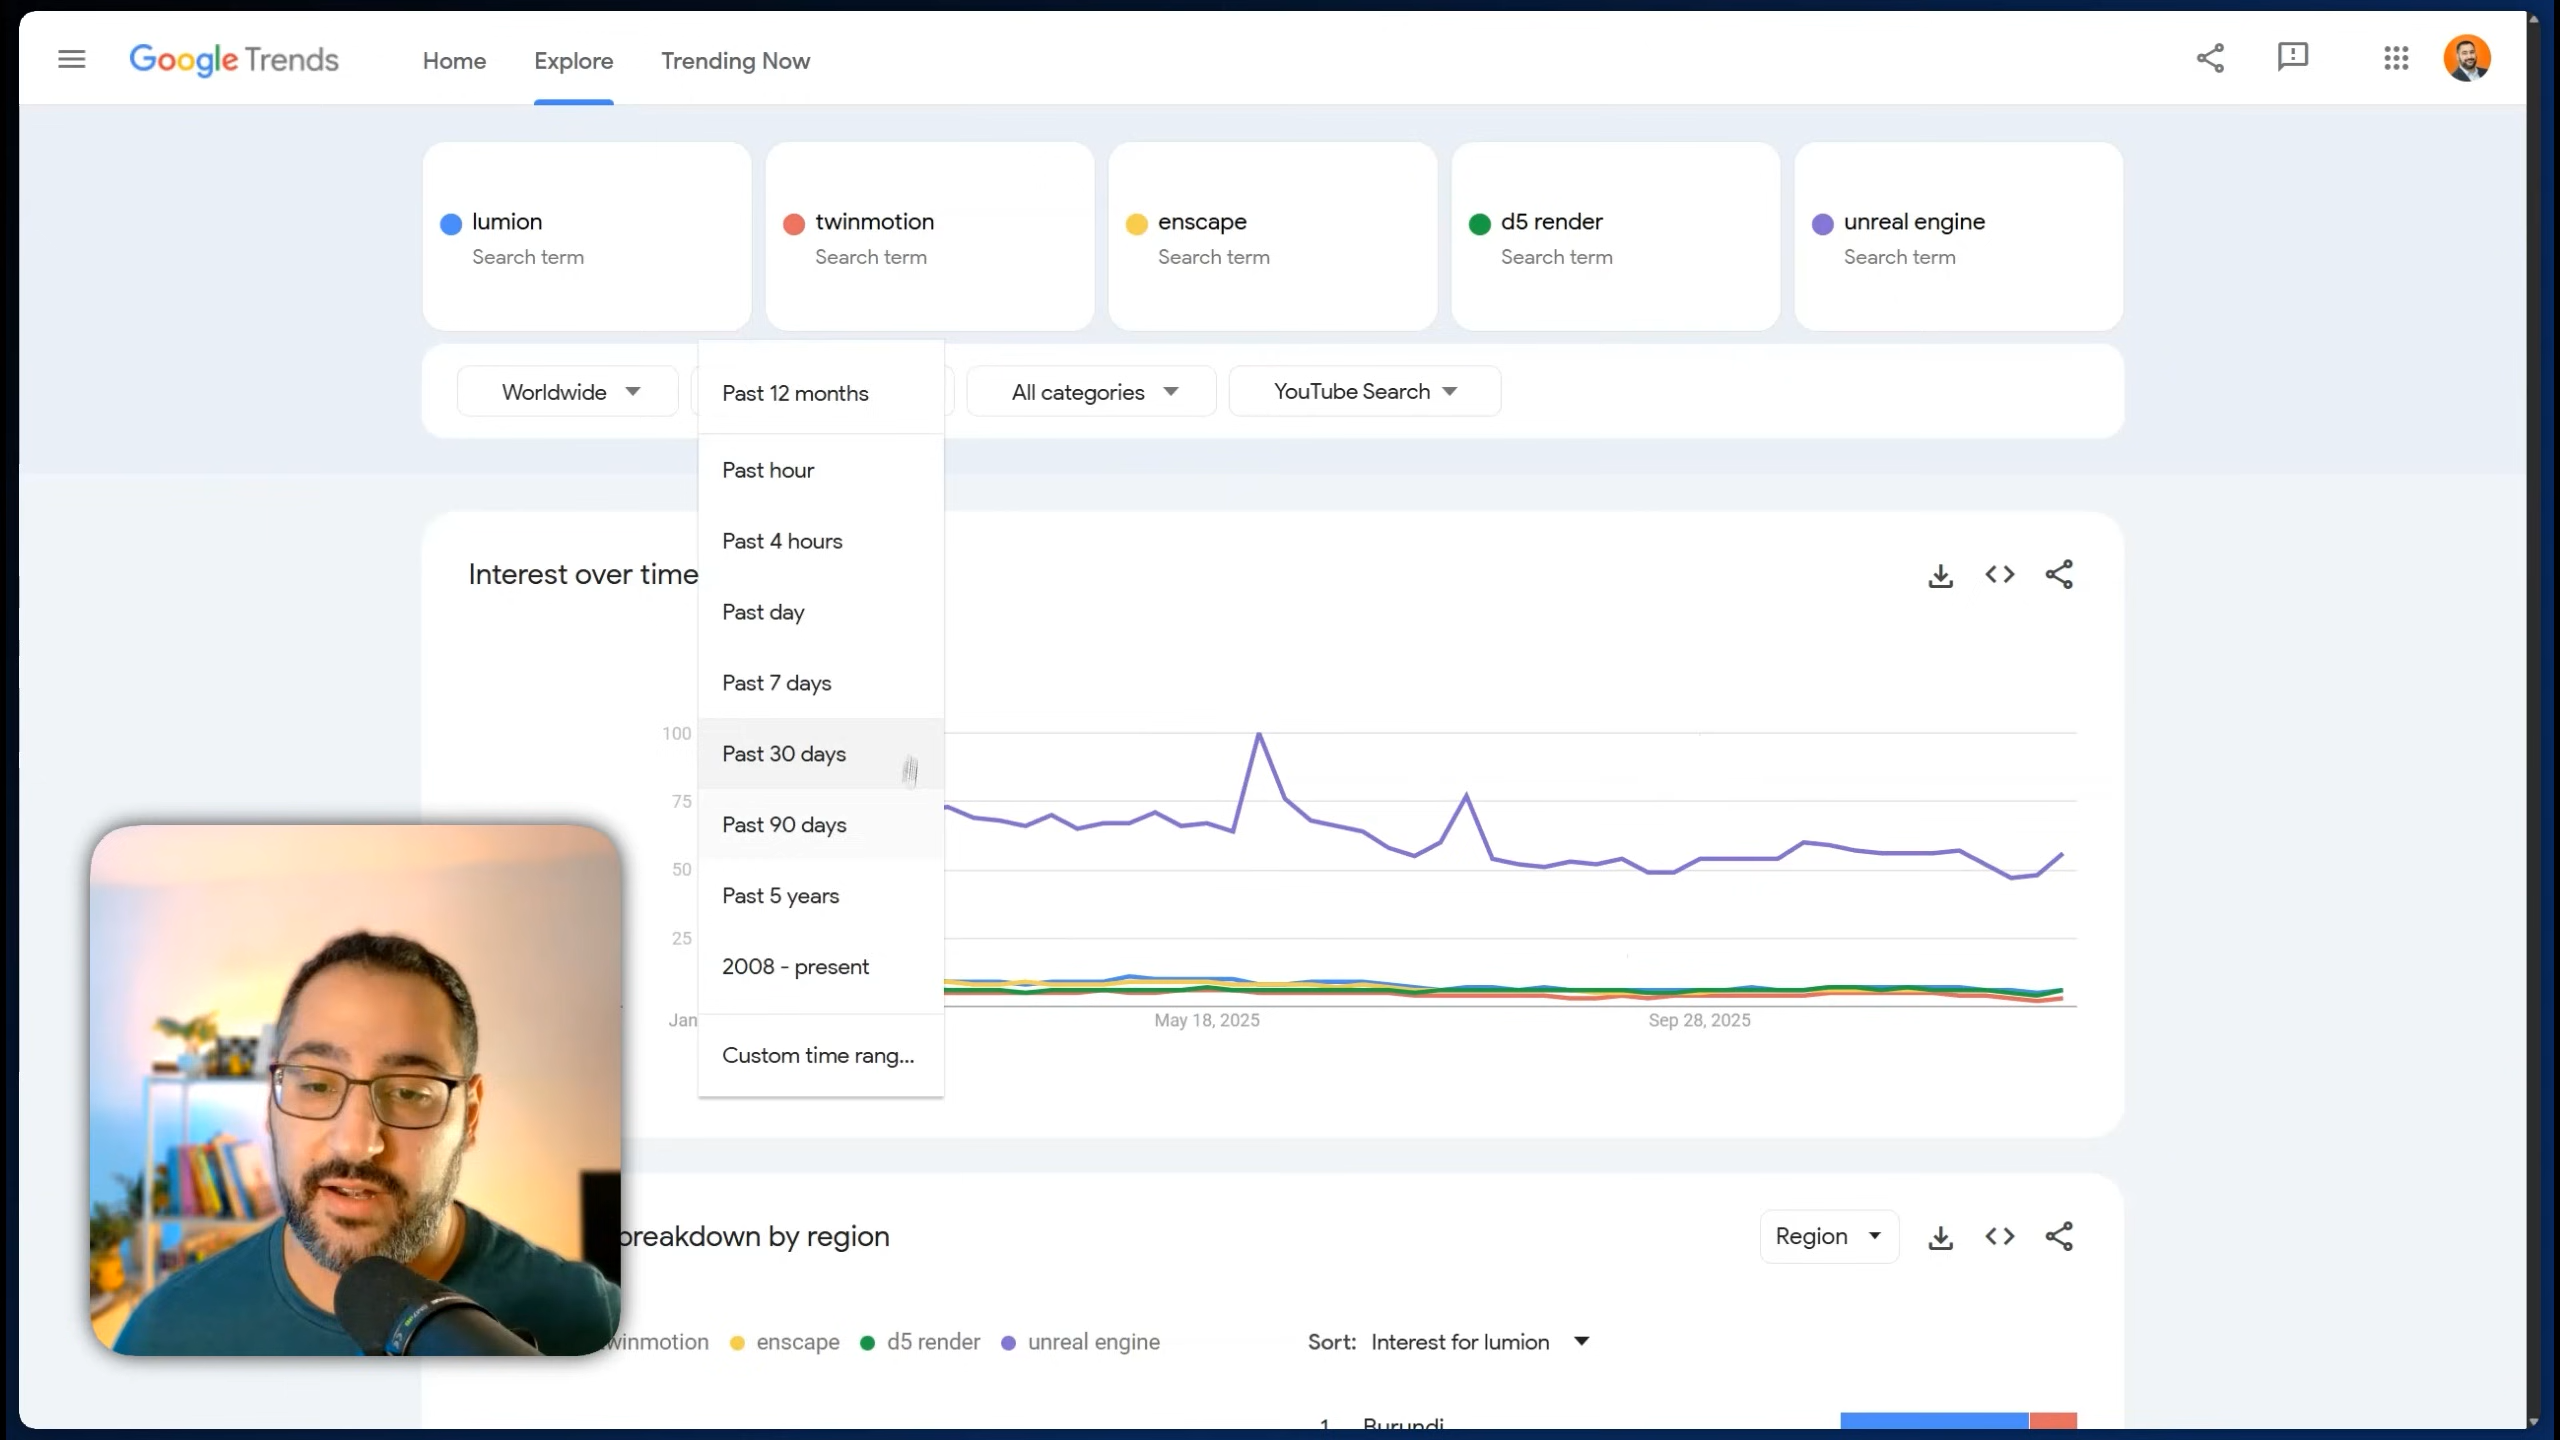 Google Trends
Home
Explore
Trending Now
lumion
Search term
twinmotion
Search term
enscape
Search term
d5 render
Search term
unreal engine
Search term
Worldwide
Past 12 months
All categories
YouTube Search
Past hour
Past 4 hours
Past day
Past 7 days
Past 30 days
Past 90 days
Past 5 years
2008 - present
Custom time rang...
Interest over time
100
75
50
25
Jan
May 18, 2025
Sep 28, 2025
breakdown by region
Region
winmotion
enscape
d5 render
unreal engine
Sort: Interest for lumion
1 Burundi